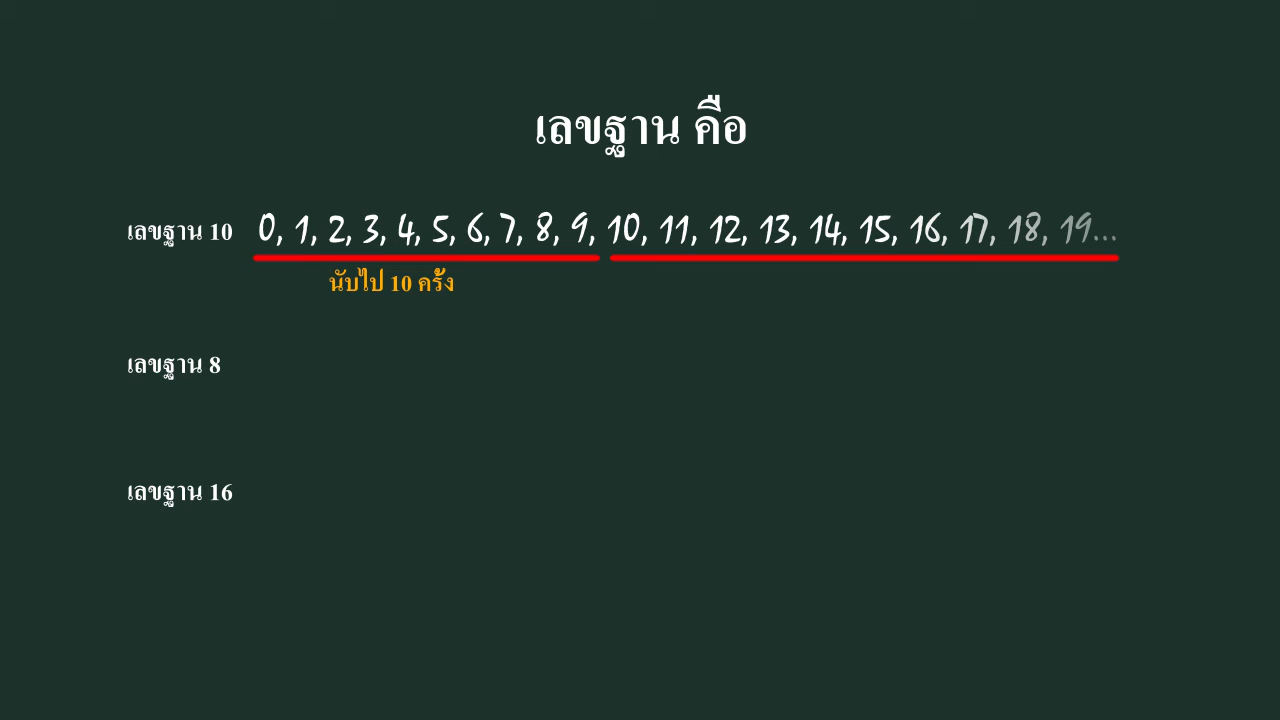 เลขฐาน คือ
เลขฐาน 10 0, 1, 2, 3, 4, 5, 6, 7, 8, 9, 10, 11, 12, 13, 14, 15, 16, 17, 18, 19...
นับไป 10 ครั้ง
เลขฐาน 8
เลขฐาน 16